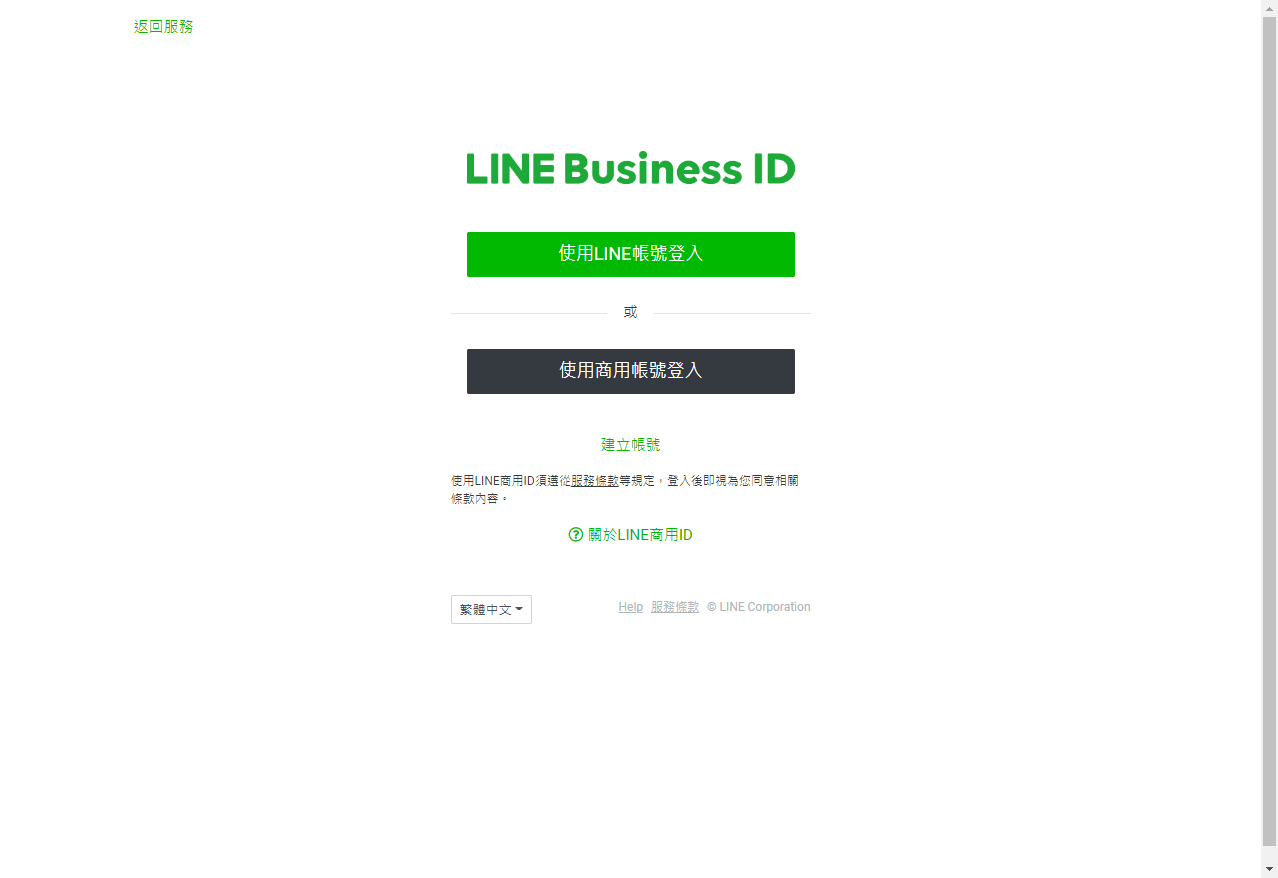 返回服務
LINE Business ID
使用LINE帳號登入
或
使用商用帳號登入
建立帳號
使用LINE商用ID須遵從服務條款等規定，登入後即視為您同意相關
條款內容。
關於LINE商用ID
繁體中文 Help 服務條款 © LINE Corporation